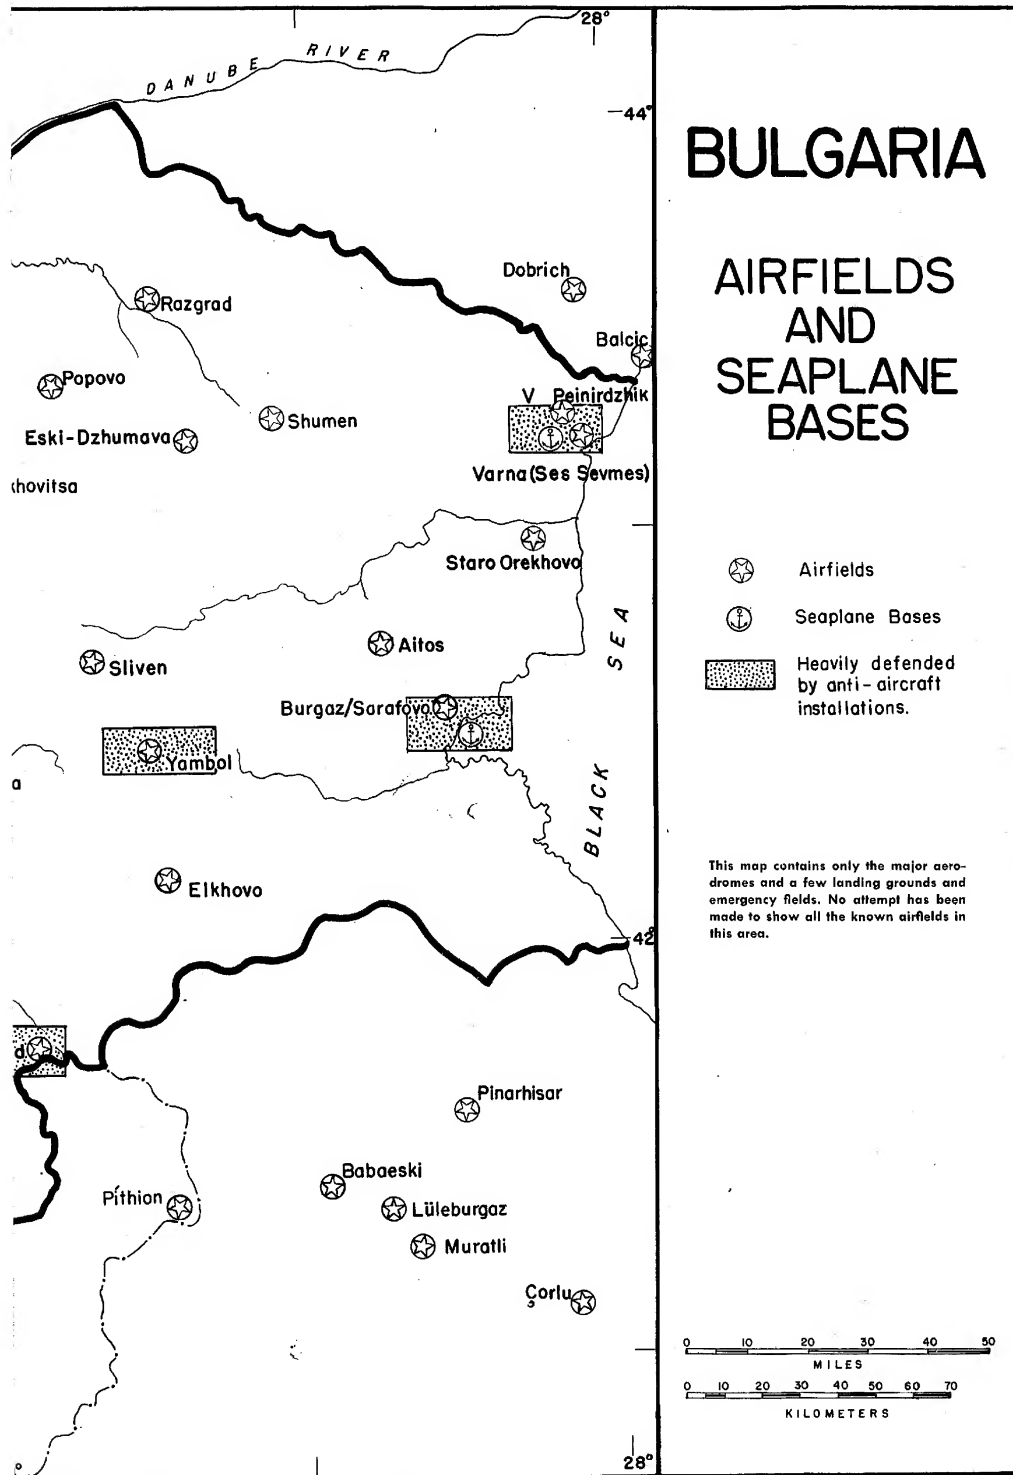 28°
DANUBE RIVER
44°
BULGARIA
AIRFIELDS
AND
SEAPLANE
BASES
Dobrich
Razgrad
Balcic
Popovo
V Peinirdzhik
Shumen
Eski-Dzhumava
Varna (Ses Sevmes)
khovitsa
Staro Orekhovo
Airfields
Seaplane Bases
BLACK SEA
Aitos
Sliven
Heavily defended
by anti-aircraft
installations.
Burgaz/Sarafovo
Yambol
a
Elkhovo
This map contains only the major aero-
dromes and a few landing grounds and
emergency fields. No attempt has been
made to show all the known airfields in
this area.
42°
d
Pinarhisar
Babaeski
Pithion
Lüleburgaz
Muratli
Çorlu
0 10 20 30 40 50
MILES
0 10 20 30 40 50 60 70
KILOMETERS
28°